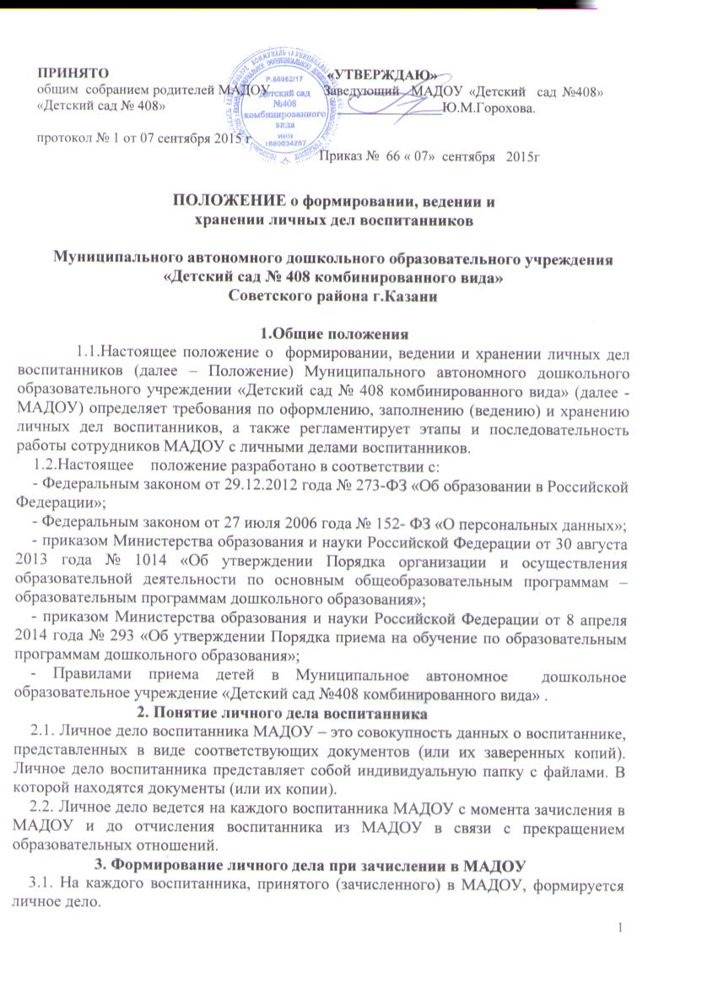 ПРИНЯТО
общим собранием родителей МАДОУ
«Детский сад № 408»
протокол № 1 от 07 сентября 2015 г
Р.66952/17
детский сад
№408
комбинированного
вида
ИНН
1660034267
«УТВЕРЖДАЮ»
Заведующий МАДОУ «Детский сад №408»
Ю.М.Горохова.
Приказ № 66 « 07» сентября 2015г
ПОЛОЖЕНИЕ о формировании, ведении и
хранении личных дел воспитанников
Муниципального автономного дошкольного образовательного учреждения
«Детский сад № 408 комбинированного вида»
Советского района г.Казани
1.Общие положения
1.1.Настоящее положение о формировании, ведении и хранении личных дел
воспитанников (далее – Положение) Муниципального автономного дошкольного
образовательного учреждении «Детский сад № 408 комбинированного вида» (далее -
МАДОУ) определяет требования по оформлению, заполнению (ведению) и хранению
личных дел воспитанников, а также регламентирует этапы и последовательность
работы сотрудников МАДОУ с личными делами воспитанников.
1.2.Настоящее положение разработано в соответствии с:
- Федеральным законом от 29.12.2012 года № 273-ФЗ «Об образовании в Российской
Федерации»;
- Федеральным законом от 27 июля 2006 года № 152- ФЗ «О персональных данных»;
- приказом Министерства образования и науки Российской Федерации от 30 августа
2013 года № 1014 «Об утверждении Порядка организации и осуществления
образовательной деятельности по основным общеобразовательным программам –
образовательным программам дошкольного образования»;
- приказом Министерства образования и науки Российской Федерации от 8 апреля
2014 года № 293 «Об утверждении Порядка приема на обучение по образовательным
программам дошкольного образования»;
- Правилами приема детей в Муниципальное автономное дошкольное
образовательное учреждение «Детский сад №408 комбинированного вида» .
2. Понятие личного дела воспитанника
2.1. Личное дело воспитанника МАДОУ – это совокупность данных о воспитаннике,
представленных в виде соответствующих документов (или их заверенных копий).
Личное дело воспитанника представляет собой индивидуальную папку с файлами. В
которой находятся документы (или их копии).
2.2. Личное дело ведется на каждого воспитанника МАДОУ с момента зачисления в
МАДОУ и до отчисления воспитанника из МАДОУ в связи с прекращением
образовательных отношений.
3. Формирование личного дела при зачислении в МАДОУ
3.1. На каждого воспитанника, принятого (зачисленного) в МАДОУ, формируется
личное дело.
1